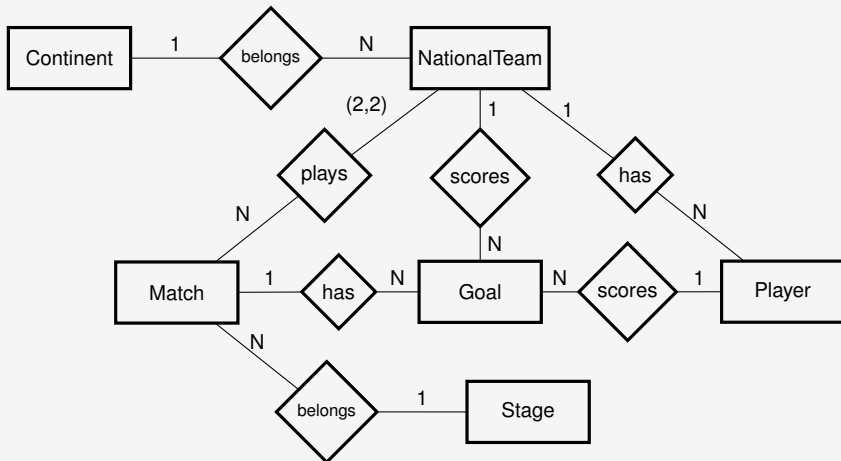 Continent
1
belongs
N
NationalTeam
(2,2)
1
1
plays
scores
has
N
N
N
Match
1
has
N
Goal
N
scores
1
Player
N
belongs
1
Stage